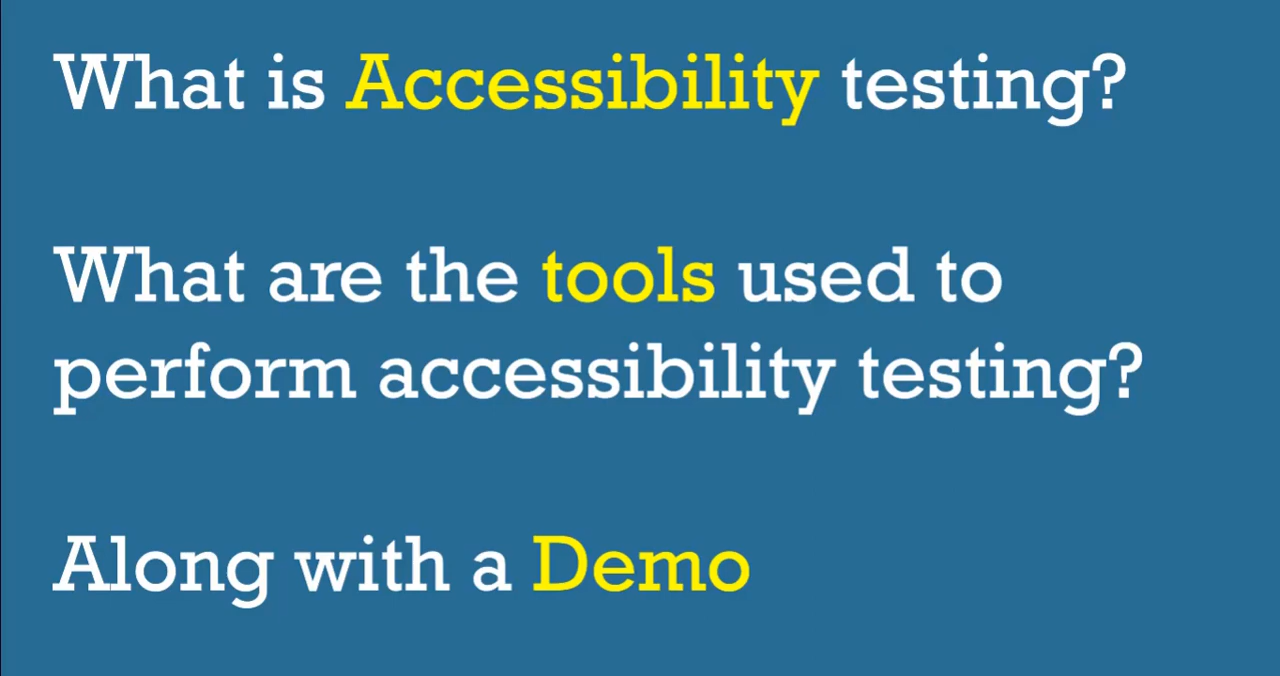 What is Accessibility testing?
What are the tools used to
perform accessibility testing?
Along with a Demo